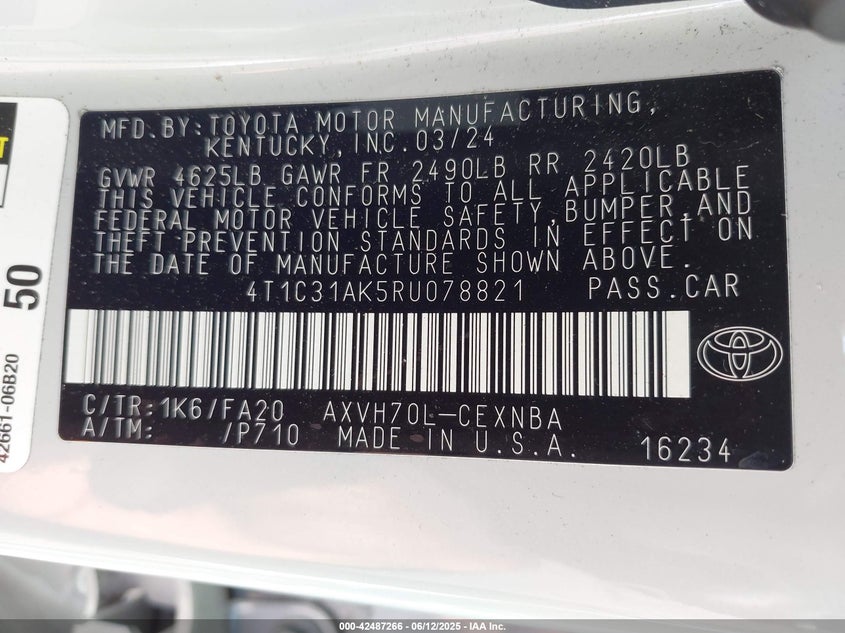 MFD.BY:TOYOTA MOTOR MANUFACTURING,
KENTUCKY,INC.03/24
GVWR 4625LB GAWR FR 2490LB RR 2420LB
THIS VEHICLE CONFORMS TO ALL APPLICABLE
FEDERAL MOTOR VEHICLE SAFETY,BUMPER,AND
THEFT PREVENTION STANDARDS IN EFFECT ON
THE DATE OF MANUFACTURE SHOWN ABOVE.
4T1C31AK5RU078821 PASS.CAR
C/TR:1K6/FA20 AXVH70L-CEXNBA
A/TM: /P710 MADE IN U.S.A. 16234
50
42661-06B20
000-42487266 - 06/12/2025 - IAA Inc.